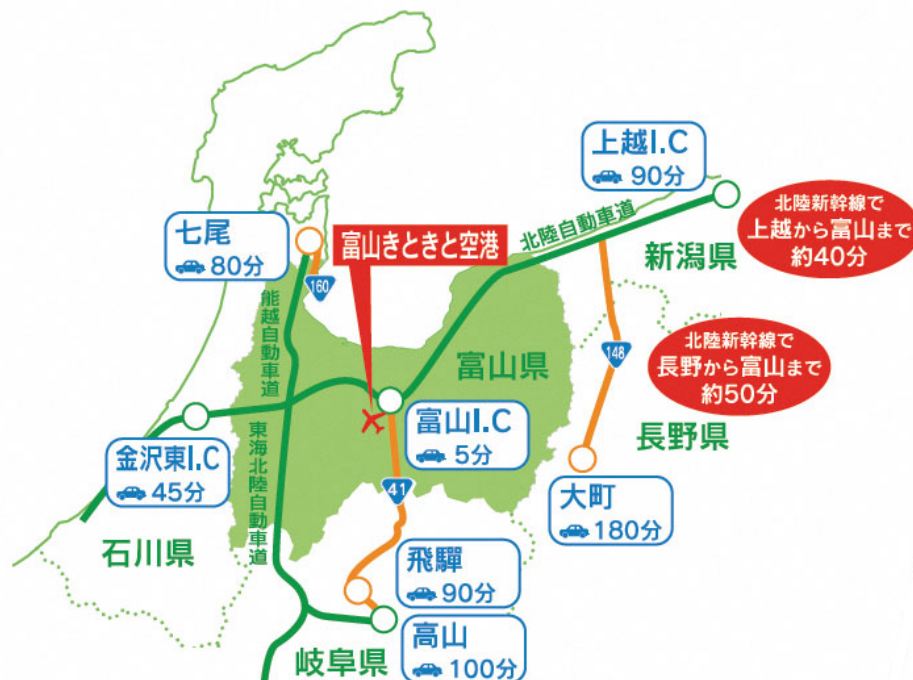 上越I.C
90分
北陸自動車道
北陸新幹線で
上越から富山まで
約40分
新潟県
七尾
80分
富山きときと空港
160
能越自動車道
148
北陸新幹線で
長野から富山まで
約50分
富山県
長野県
富山I.C
5分
金沢東I.C
45分
東海北陸自動車道
41
大町
180分
石川県
飛驒
90分
高山
100分
岐阜県